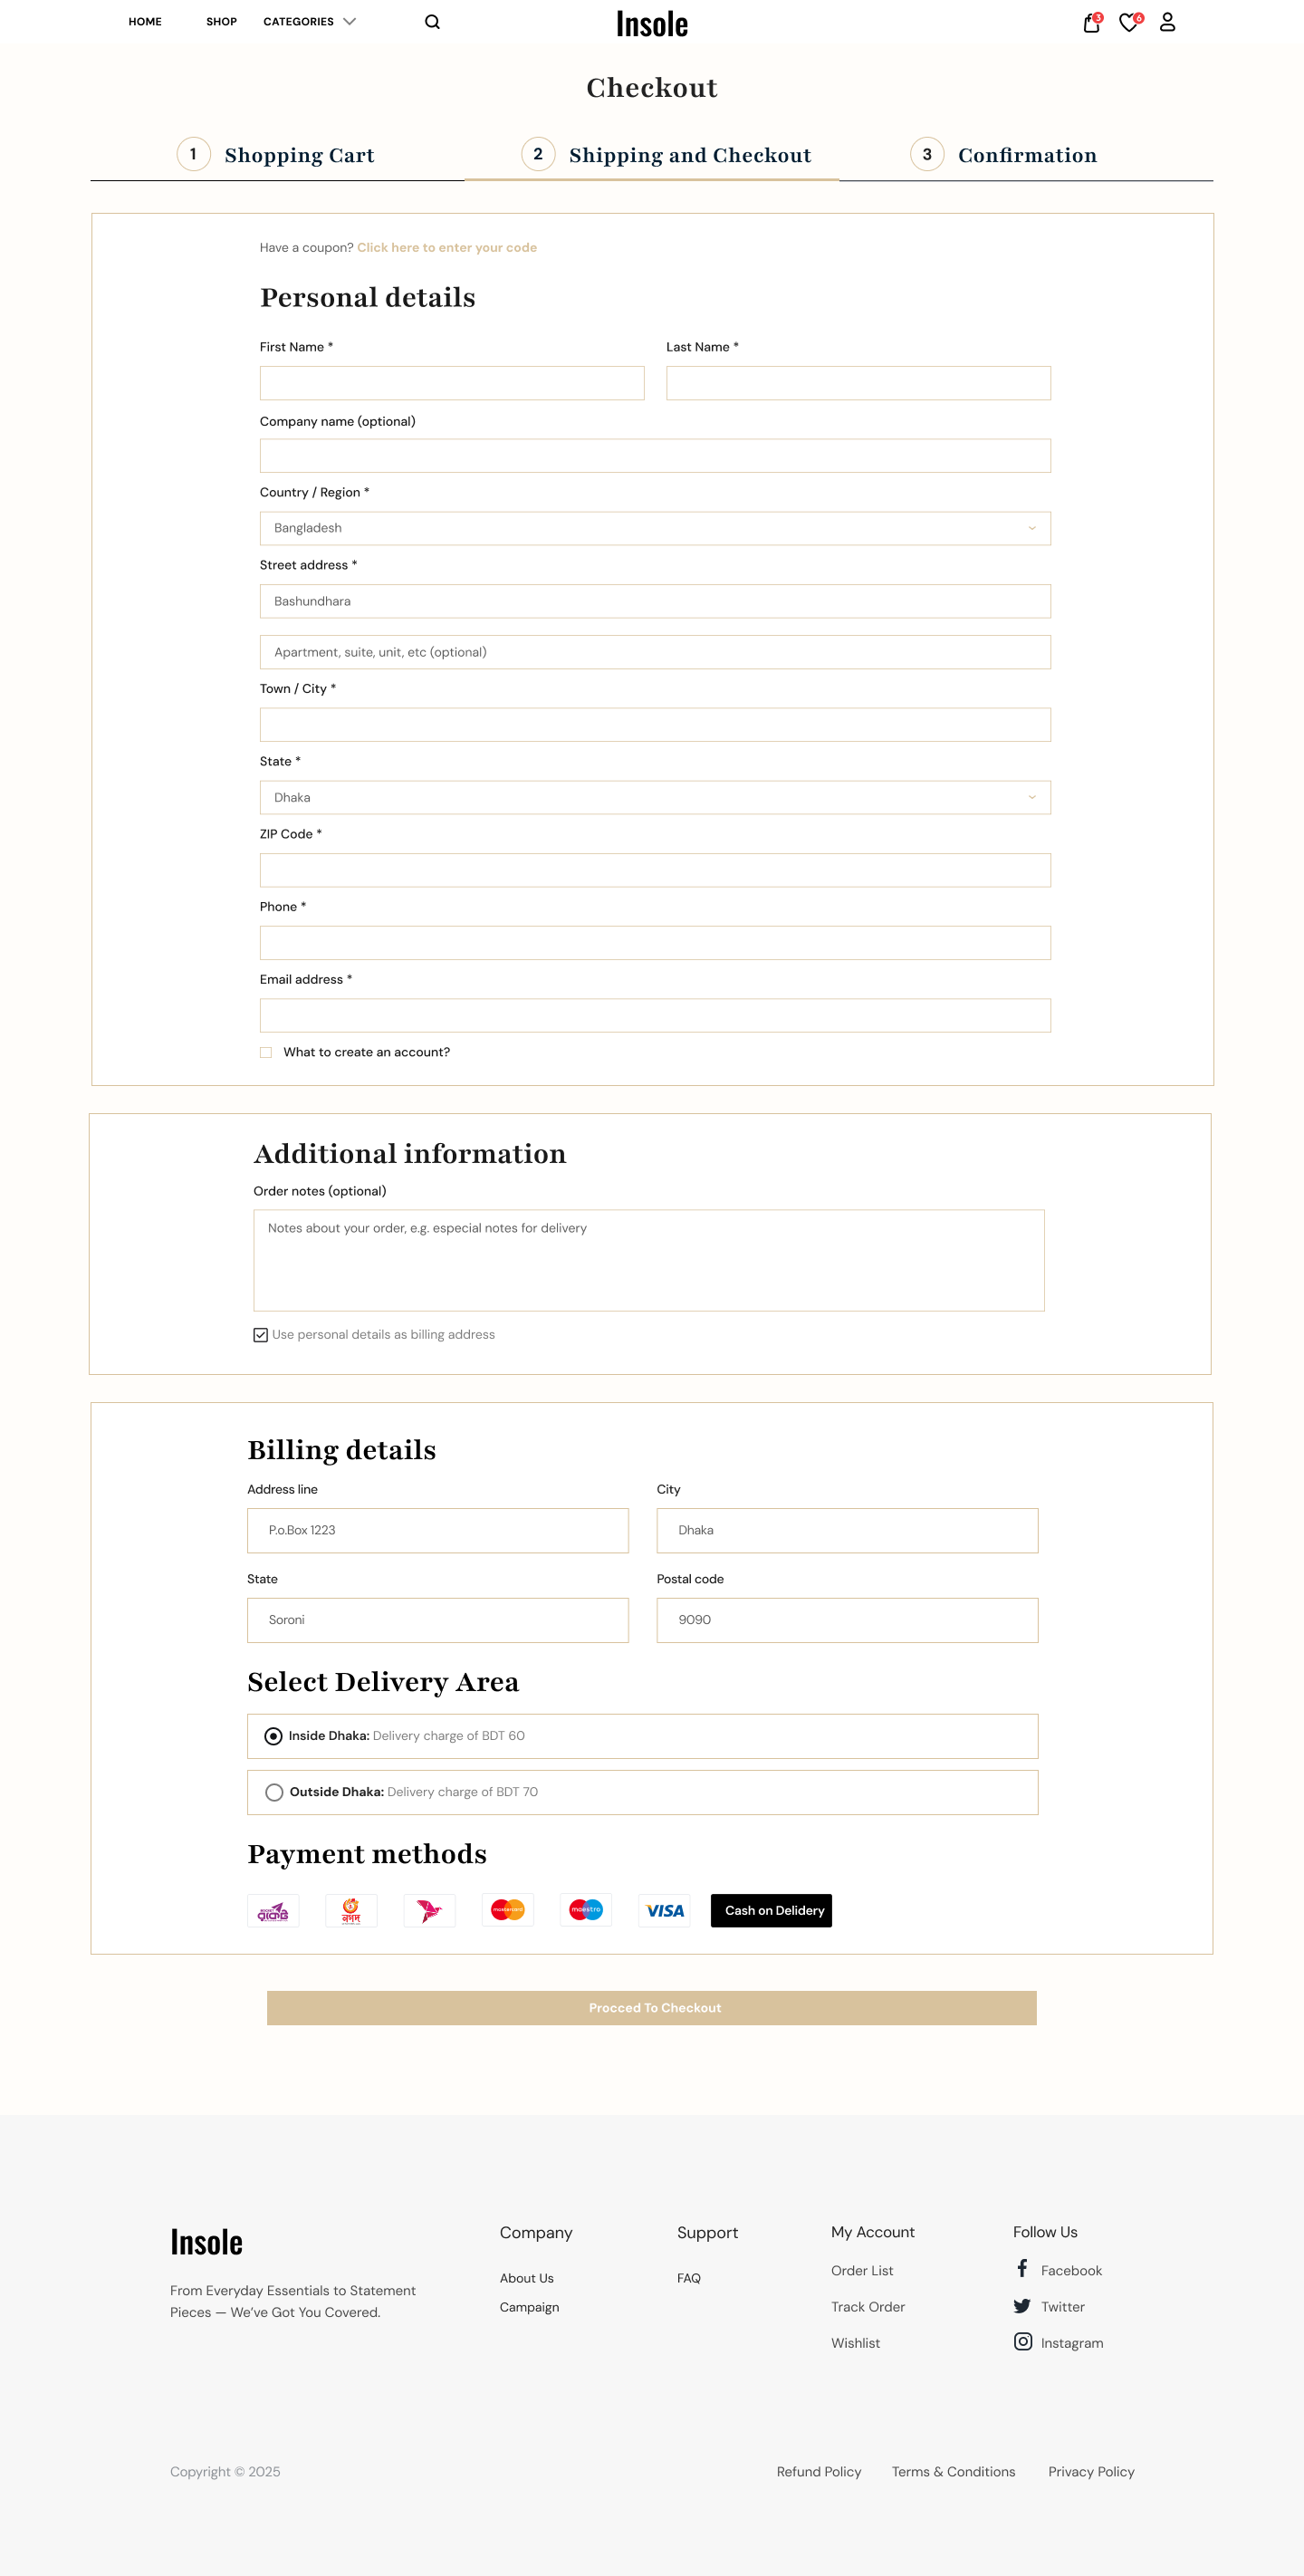 HOME SHOP CATEGORIES Insole 3 6
Checkout
1 Shopping Cart 2 Shipping and Checkout 3 Confirmation
Have a coupon? Click here to enter your code
Personal details
First Name * Last Name *
Company name (optional)
Country / Region *
Bangladesh
Street address *
Bashundhara
Apartment, suite, unit, etc (optional)
Town / City *
State *
Dhaka
ZIP Code *
Phone *
Email address *
What to create an account?
Additional information
Order notes (optional)
Notes about your order, e.g. especial notes for delivery
Use personal details as billing address
Billing details
Address line City
P.o.Box 1223 Dhaka
State Postal code
Soroni 9090
Select Delivery Area
Inside Dhaka: Delivery charge of BDT 60
Outside Dhaka: Delivery charge of BDT 70
Payment methods
রকেট নগদ mastercard maestro VISA Cash on Delidery
Procced To Checkout
Insole
From Everyday Essentials to Statement
Pieces — We’ve Got You Covered.
Company
About Us
Campaign
Support
FAQ
My Account
Order List
Track Order
Wishlist
Follow Us
Facebook
Twitter
Instagram
Copyright © 2025 Refund Policy Terms & Conditions Privacy Policy